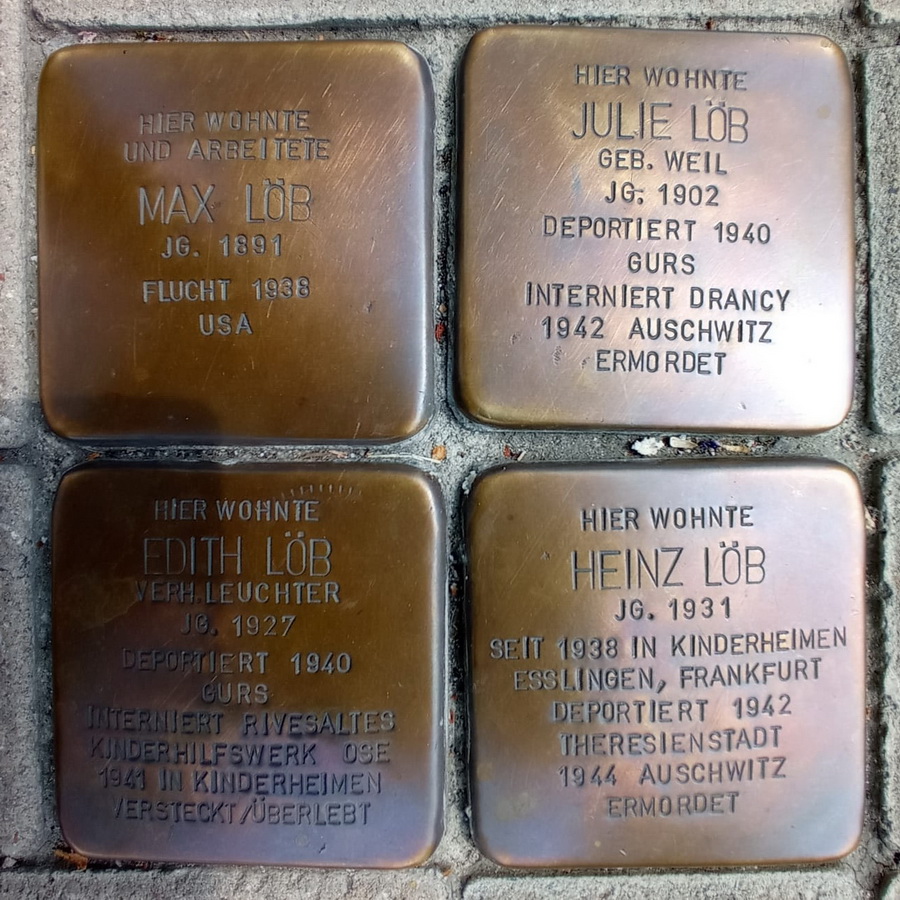 HIER WOHNTE
UND ARBEITETE
MAX LÖB
JG. 1891
FLUCHT 1938
USA
HIER WOHNTE
JULIE LÖB
GEB. WEIL
JG. 1902
DEPORTIERT 1940
GURS
INTERNIERT DRANCY
1942 AUSCHWITZ
ERMORDET
HIER WOHNTE
EDITH LÖB
VERH. LEUCHTER
JG. 1927
DEPORTIERT 1940
GURS
INTERNIERT RIVESALTES
KINDERHILFSWERK OSE
1941 IN KINDERHEIMEN
VERSTECKT/ÜBERLEBT
HIER WOHNTE
HEINZ LÖB
JG. 1931
SEIT 1938 IN KINDERHEIMEN
ESSLINGEN, FRANKFURT
DEPORTIERT 1942
THERESIENSTADT
1944 AUSCHWITZ
ERMORDET